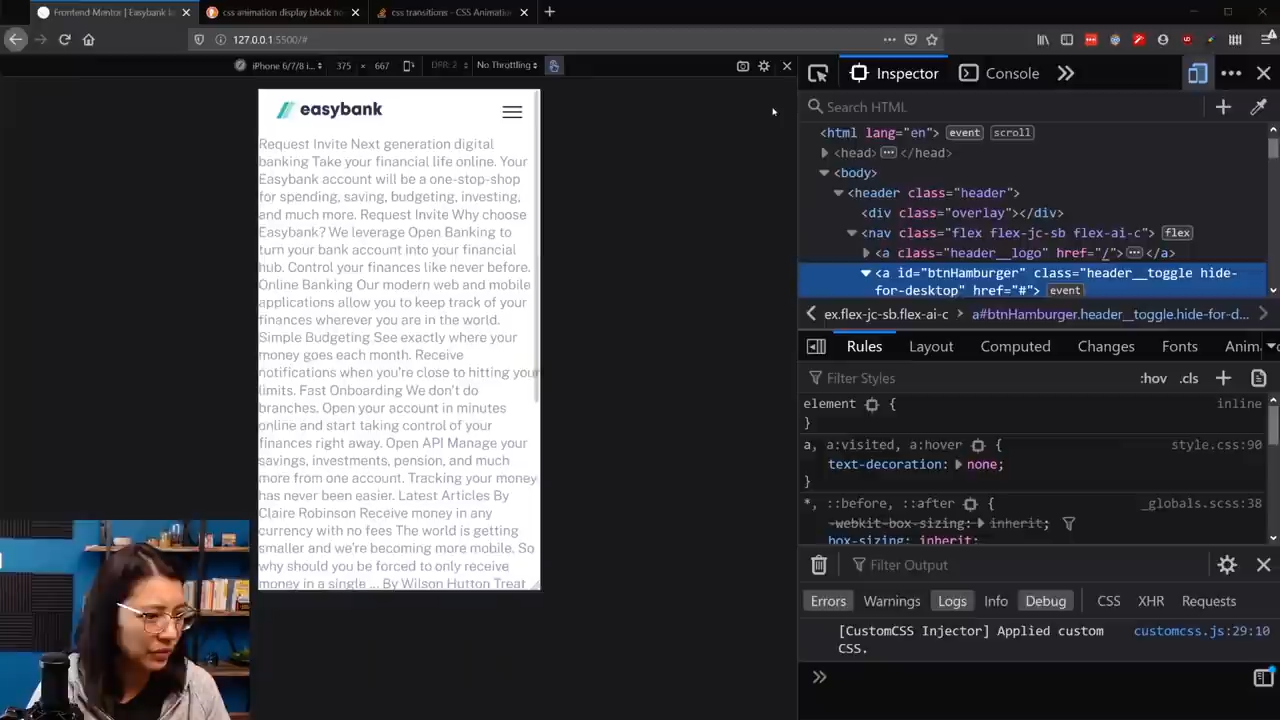 Frontend Mentor | Easybank la
css animation display block no
css transitions - CSS Animatio
127.0.0.1:5500/#
iPhone 6/7/8 i...
375 × 667
DPR: 2
No Throttling
Inspector
Console
Search HTML
easybank
Request Invite Next generation digital
banking Take your financial life online. Your
Easybank account will be a one-stop-shop
for spending, saving, budgeting, investing,
and much more. Request Invite Why choose
Easybank? We leverage Open Banking to
turn your bank account into your financial
hub. Control your finances like never before.
Online Banking Our modern web and mobile
applications allow you to keep track of your
finances wherever you are in the world.
Simple Budgeting See exactly where your
money goes each month. Receive
notifications when you're close to hitting your
limits. Fast Onboarding We don't do
branches. Open your account in minutes
online and start taking control of your
finances right away. Open API Manage your
savings, investments, pension, and much
more from one account. Tracking your money
has never been easier. Latest Articles By
Claire Robinson Receive money in any
currency with no fees The world is getting
smaller and we're becoming more mobile. So
why should you be forced to only receive
money in a single ... By Wilson Hutton Treat
<html lang="en"> event scroll
<head> ... </head>
<body>
<header class="header">
<div class="overlay"></div>
<nav class="flex flex-jc-sb flex-ai-c"> flex
<a class="header__logo" href="/"> ... </a>
<a id="btnHamburger" class="header__toggle hide-
for-desktop" href="#"> event
ex.flex-jc-sb.flex-ai-c
a#btnHamburger.header__toggle.hide-for-d...
Rules
Layout
Computed
Changes
Fonts
Anim
Filter Styles
:hov .cls
element { inline
}
a, a:visited, a:hover { style.css:90
text-decoration: none;
}
*, ::before, ::after { _globals.scss:38
-webkit-box-sizing: inherit;
box-sizing: inherit;
Filter Output
Errors
Warnings
Logs
Info
Debug
CSS
XHR
Requests
[CustomCSS Injector] Applied custom customcss.js:29:10
CSS.